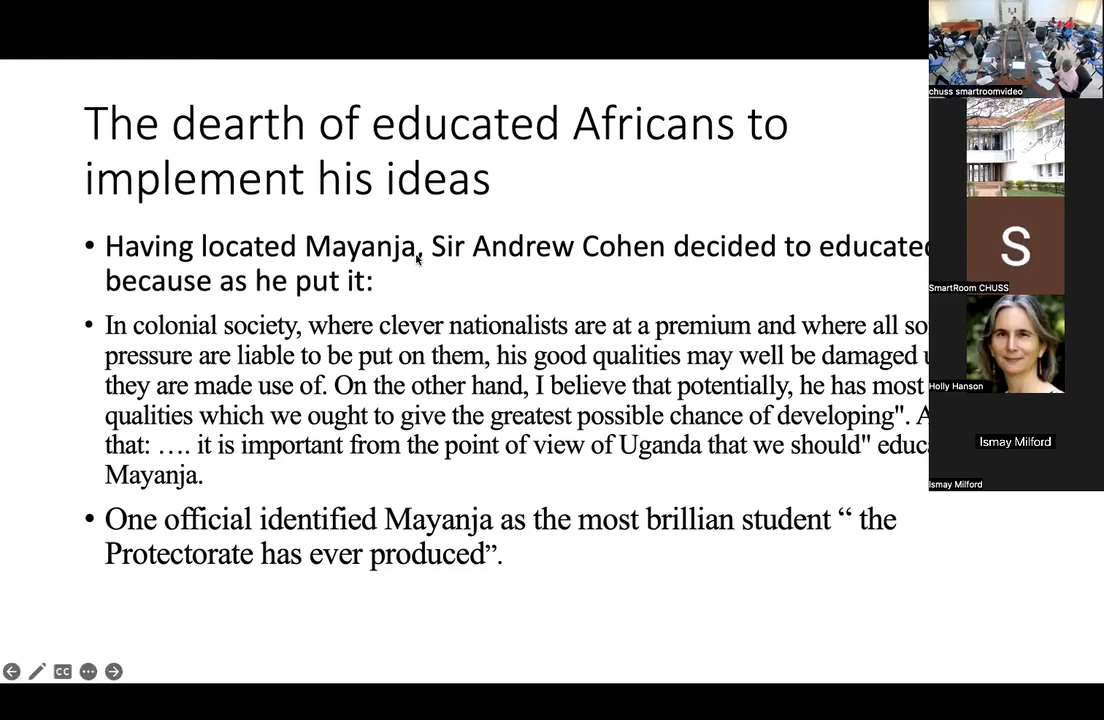 The dearth of educated Africans to
implement his ideas
• Having located Mayanja, Sir Andrew Cohen decided to educated
because as he put it:
• In colonial society, where clever nationalists are at a premium and where all so
pressure are liable to be put on them, his good qualities may well be damaged
they are made use of. On the other hand, I believe that potentially, he has most
qualities which we ought to give the greatest possible chance of developing". A
that: …. it is important from the point of view of Uganda that we should" educ
Mayanja.
• One official identified Mayanja as the most brillian student “ the
Protectorate has ever produced”.
CC
chuss smartroomvideo
S
SmartRoom CHUSS
Holly Hanson
Ismay Milford
Ismay Milford